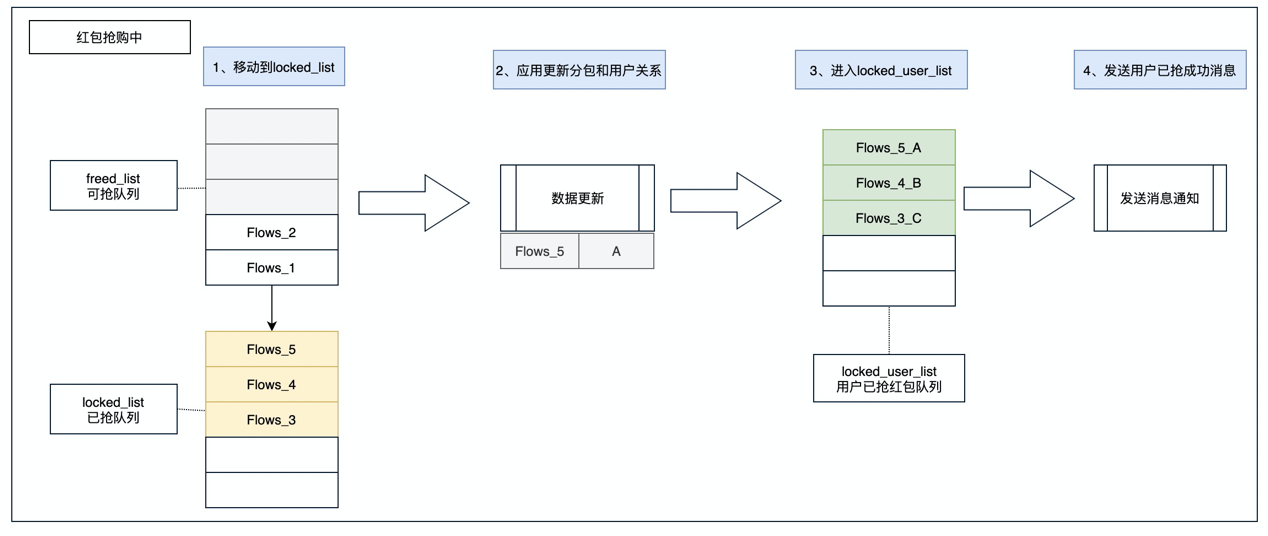 红包抢购中
1、移动到locked_list
2、应用更新分包和用户关系
3、进入locked_user_list
4、发送用户已抢成功消息
freed_list
可抢队列
Flows_2
Flows_1
Flows_5
Flows_4
Flows_3
locked_list
已抢队列
数据更新
Flows_5
A
Flows_5_A
Flows_4_B
Flows_3_C
locked_user_list
用户已抢红包队列
发送消息通知